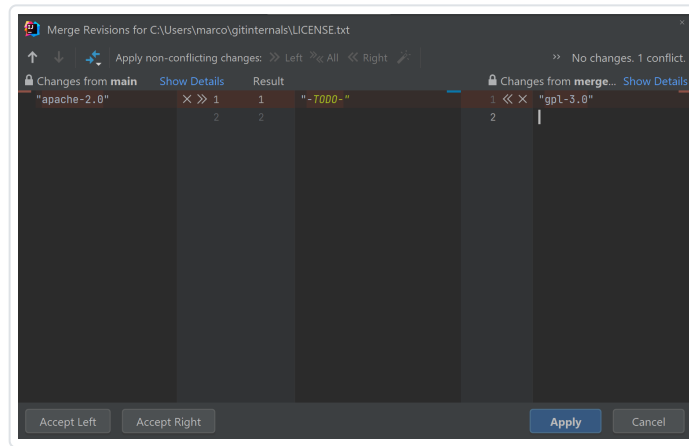 Merge Revisions for C:\Users\marco\gitinternals\LICENSE.txt
Apply non-conflicting changes: Left All Right No changes. 1 conflict.
Changes from main Show Details Result Changes from merge... Show Details
"apache-2.0" 1 1 "-TODO-" 1 "gpl-3.0"
2 2 2
Accept Left Accept Right Apply Cancel